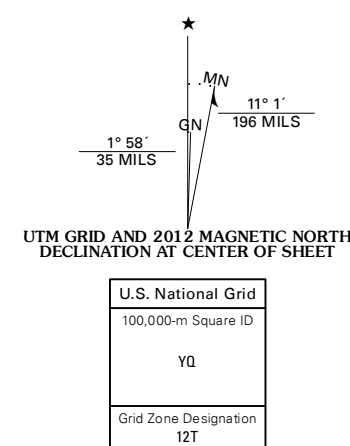 ★
MN
GN
11° 1´
196 MILS
1° 58´
35 MILS
UTM GRID AND 2012 MAGNETIC NORTH
DECLINATION AT CENTER OF SHEET
U.S. National Grid
100,000-m Square ID
YQ
Grid Zone Designation
12T